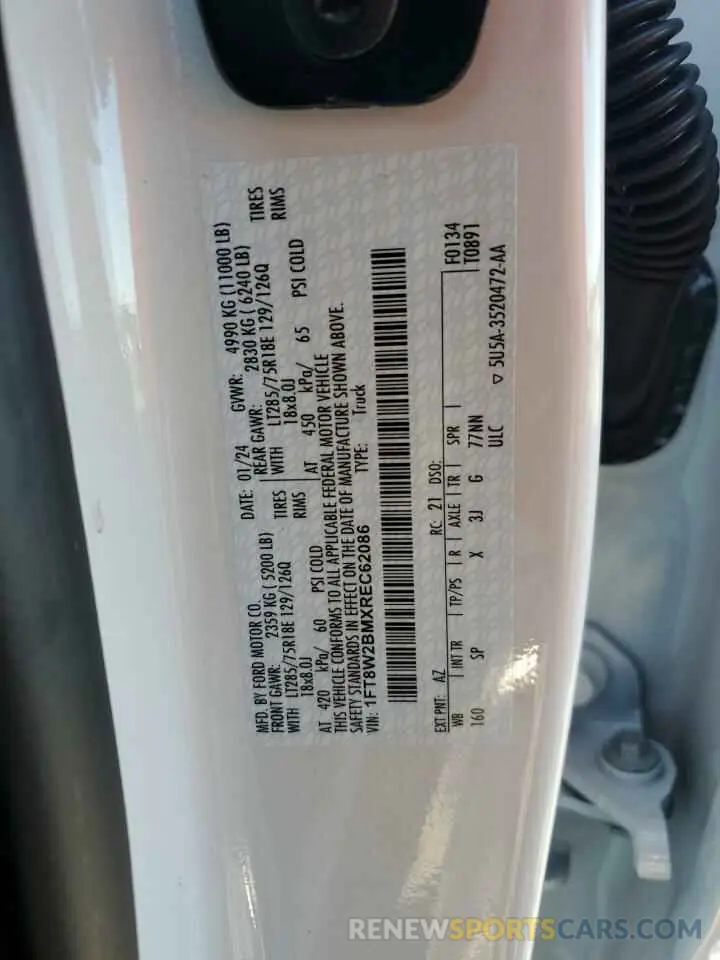 MFD. BY FORD MOTOR CO.
DATE: 01/24 GVWR: 4990 KG (11000 LB)
FRONT GAWR: 2359 KG ( 5200 LB) REAR GAWR: 2830 KG ( 6240 LB)
WITH LT285/75R18E 129/126Q TIRES WITH LT285/75R18E 129/126Q TIRES
18x8.0J RIMS 18x8.0J RIMS
AT 420 kPa/ 60 PSI COLD AT 450 kPa/ 65 PSI COLD
THIS VEHICLE CONFORMS TO ALL APPLICABLE FEDERAL MOTOR VEHICLE
SAFETY STANDARDS IN EFFECT ON THE DATE OF MANUFACTURE SHOWN ABOVE.
VIN: 1FT8W2BMXREC62086 TYPE: Truck
EXT PNT: AZ RC: 21 DSO: F0134
WB | INT TR | TP/PS | R | AXLE | TR | SPR | T0891
160 SP X 3J G 77NN
ULC ▽ 5U5A-3520472-AA
RENEWSPORTSCARS.COM